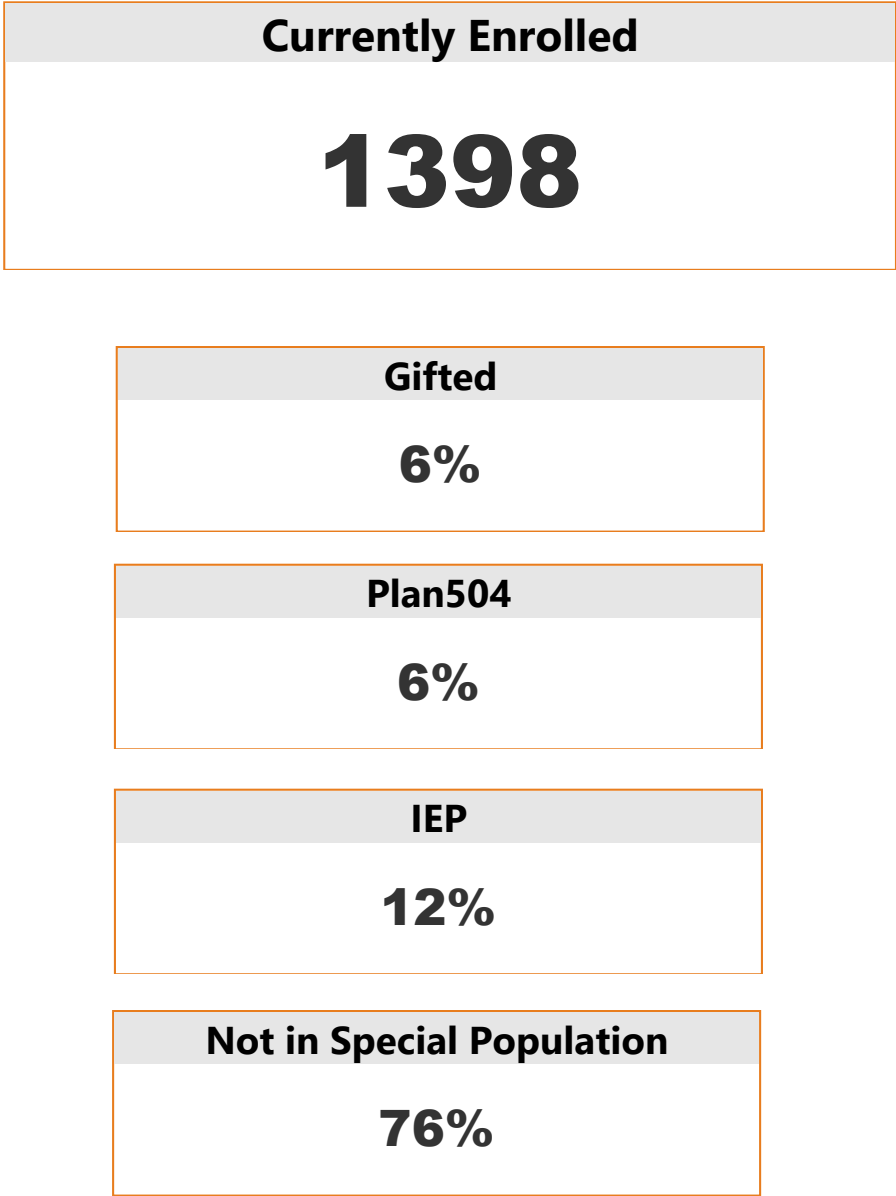 Currently Enrolled
1398
Gifted
6%
Plan504
6%
IEP
12%
Not in Special Population
76%